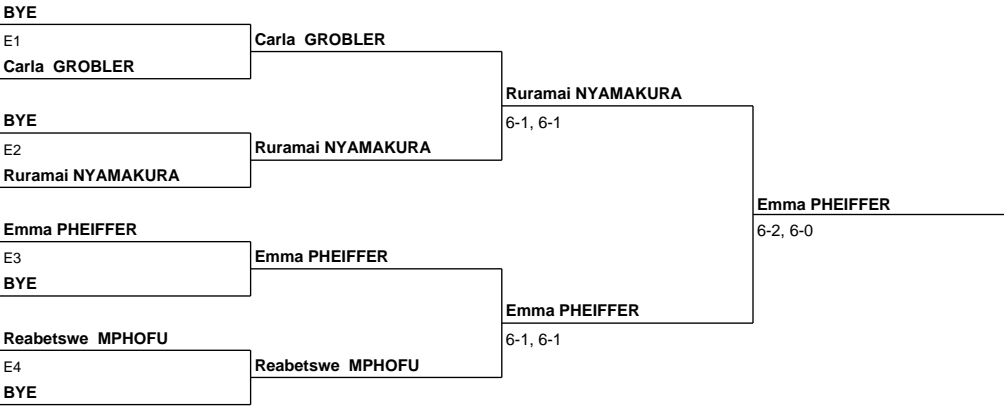 BYE
E1
Carla GROBLER
BYE
E2
Ruramai NYAMAKURA
Emma PHEIFFER
E3
BYE
Reabetswe MPHOFU
E4
BYE
Carla GROBLER
Ruramai NYAMAKURA
Emma PHEIFFER
Reabetswe MPHOFU
Ruramai NYAMAKURA
6-1, 6-1
Emma PHEIFFER
6-1, 6-1
Emma PHEIFFER
6-2, 6-0